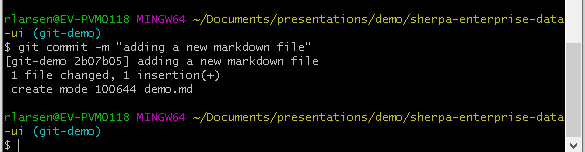 rlarsen@EV-PVM0118 MINGW64 ~/Documents/presentations/demo/sherpa-enterprise-data
-ui (git-demo)
$ git commit -m "adding a new markdown file"
[git-demo 2b07b05] adding a new markdown file
 1 file changed, 1 insertion(+)
 create mode 100644 demo.md

rlarsen@EV-PVM0118 MINGW64 ~/Documents/presentations/demo/sherpa-enterprise-data
-ui (git-demo)
$